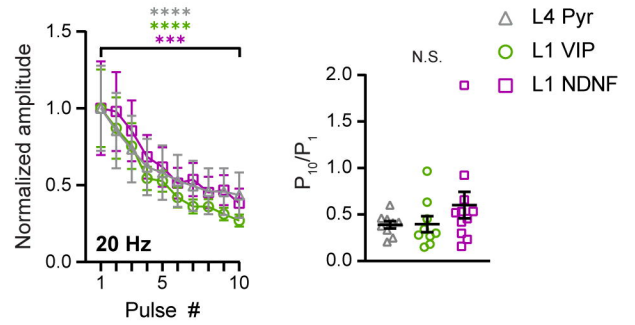 ****
****
***
Normalized amplitude
1.5
1.0
0.5
0.0
20 Hz
1
5
10
Pulse #
N.S.
P10/P1
2.0
1.5
1.0
0.5
0.0
L4 Pyr
L1 VIP
L1 NDNF